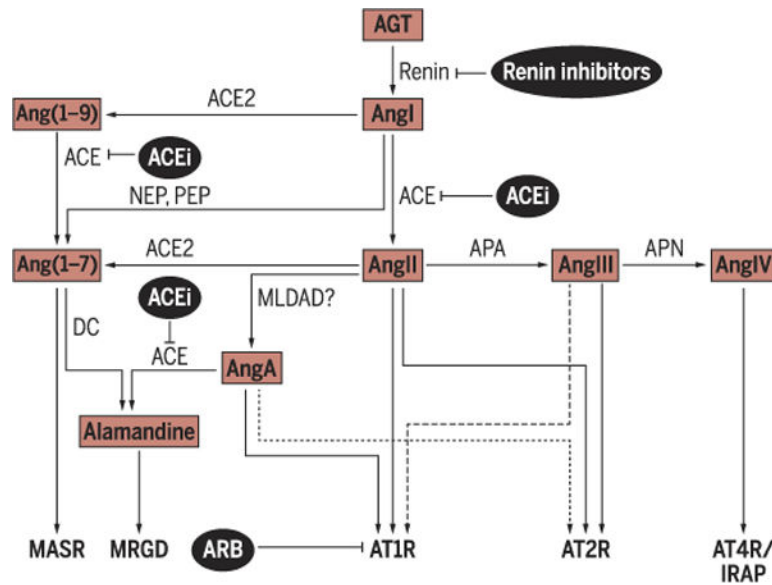 AGT
Renin
Renin inhibitors
ACE2
Ang(1–9)
AngI
ACE
ACEi
ACE
ACEi
NEP, PEP
Ang(1–7)
ACE2
AngII
APA
AngIII
APN
AngIV
ACEi
MLDAD?
DC
ACE
AngA
Alamandine
MASR
MRGD
ARB
AT1R
AT2R
AT4R/
IRAP